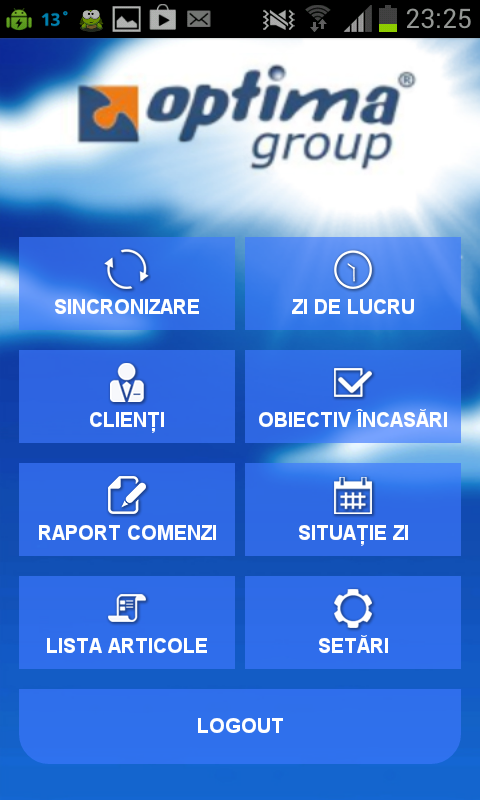 13°
23:25
optima®
group
SINCRONIZARE
ZI DE LUCRU
CLIENȚI
OBIECTIV ÎNCASĂRI
RAPORT COMENZI
SITUAȚIE ZI
LISTA ARTICOLE
SETĂRI
LOGOUT